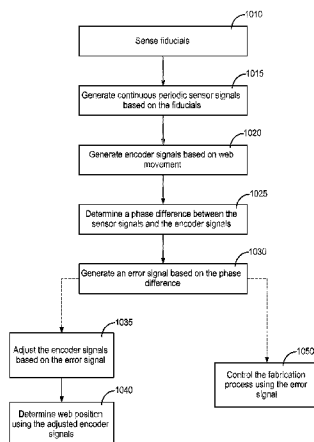 1010
Sense fiducials
1015
Generate continuous periodic sensor signals
based on the fiducials
1020
Generate encoder signals based on web
movement
1025
Determine a phase difference between the
sensor signals and the encoder signals
1030
Generate an error signal based on the phase
difference
1035
Adjust the encoder signals
based on the error signal
1040
Determine web position
using the adjusted encoder
signals
1050
Control the fabrication
process using the error
signal